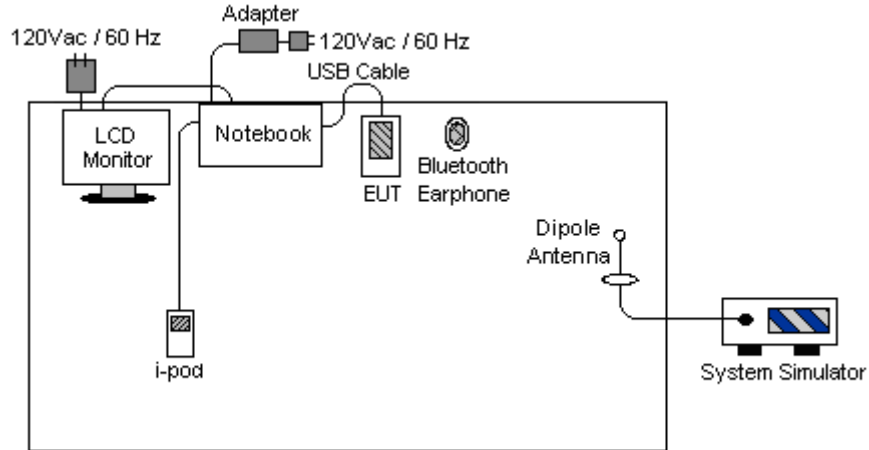 Adapter
120Vac / 60 Hz
120Vac / 60 Hz
USB Cable
LCD
Monitor
Notebook
EUT
Bluetooth
Earphone
Dipole
Antenna
i-pod
System Simulator